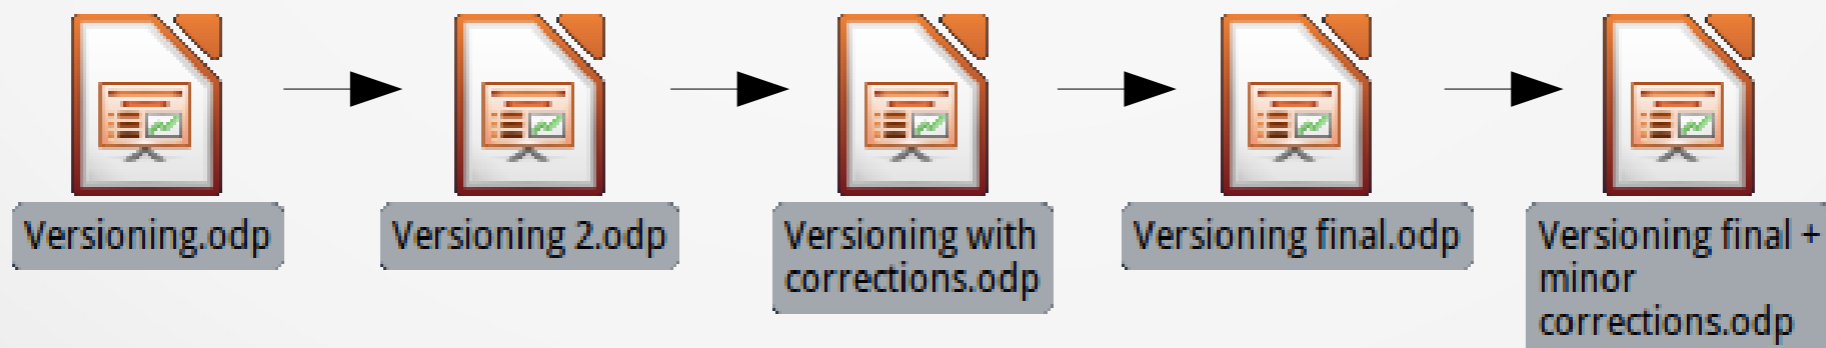 Versioning.odp
Versioning 2.odp
Versioning with
corrections.odp
Versioning final.odp
Versioning final +
minor
corrections.odp